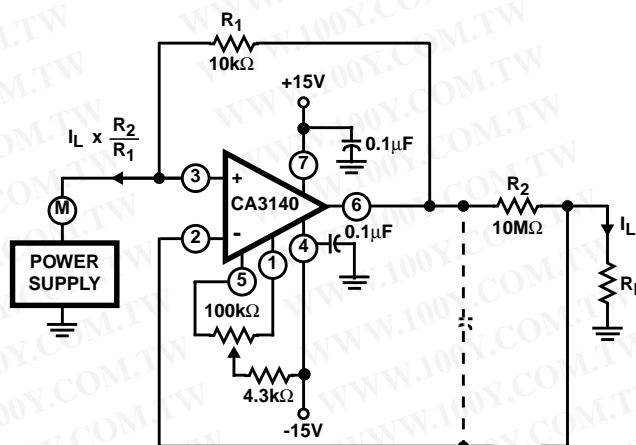 R1
10kΩ
+15V
IL x R2/R1
0.1µF
7
3
+
CA3140
6
R2
10MΩ
IL
M
2
-
0.1µF
4
POWER
SUPPLY
5
1
100kΩ
4.3kΩ
-15V
WWW.100Y.COM.TW